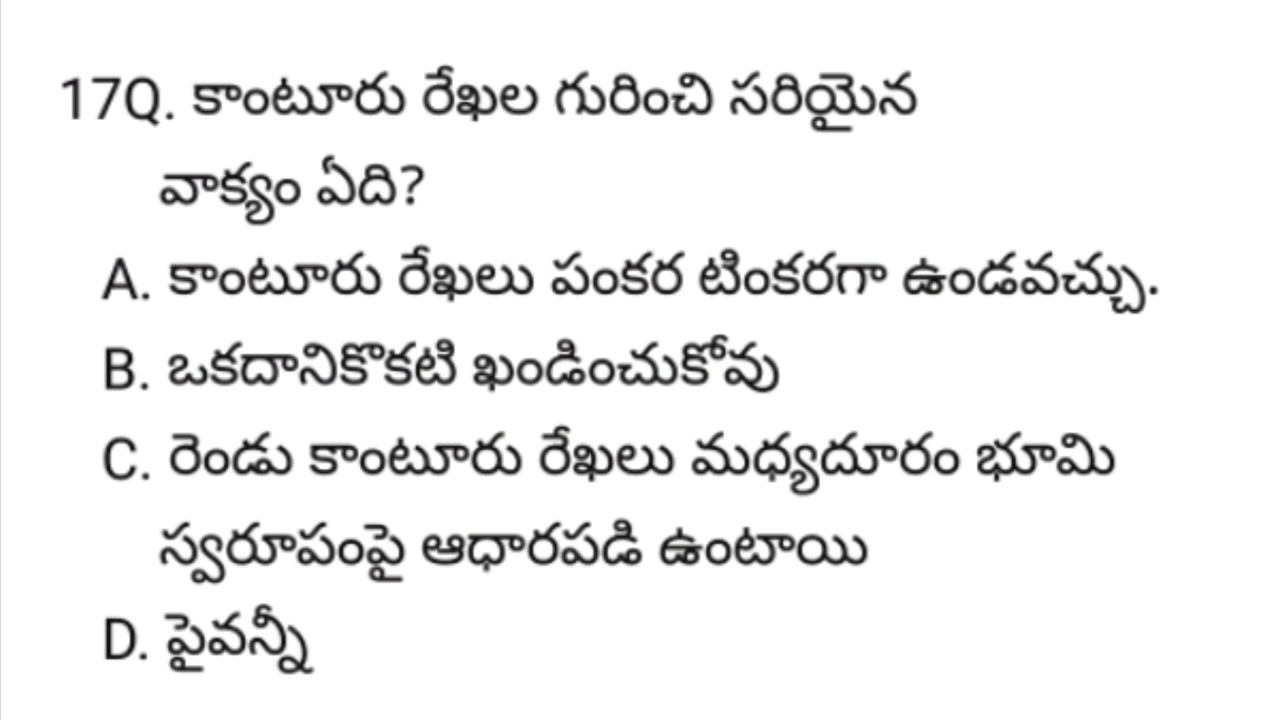 17Q. కాంటూరు రేఖల గురించి సరియైన
వాక్యం ఏది?
A. కాంటూరు రేఖలు పంకర టింకరగా ఉండవచ్చు.
B. ఒకదానికొకటి ఖండించుకోవు
C. రెండు కాంటూరు రేఖలు మధ్యదూరం భూమి
స్వరూపంపై ఆధారపడి ఉంటాయి
D. పైవన్నీ